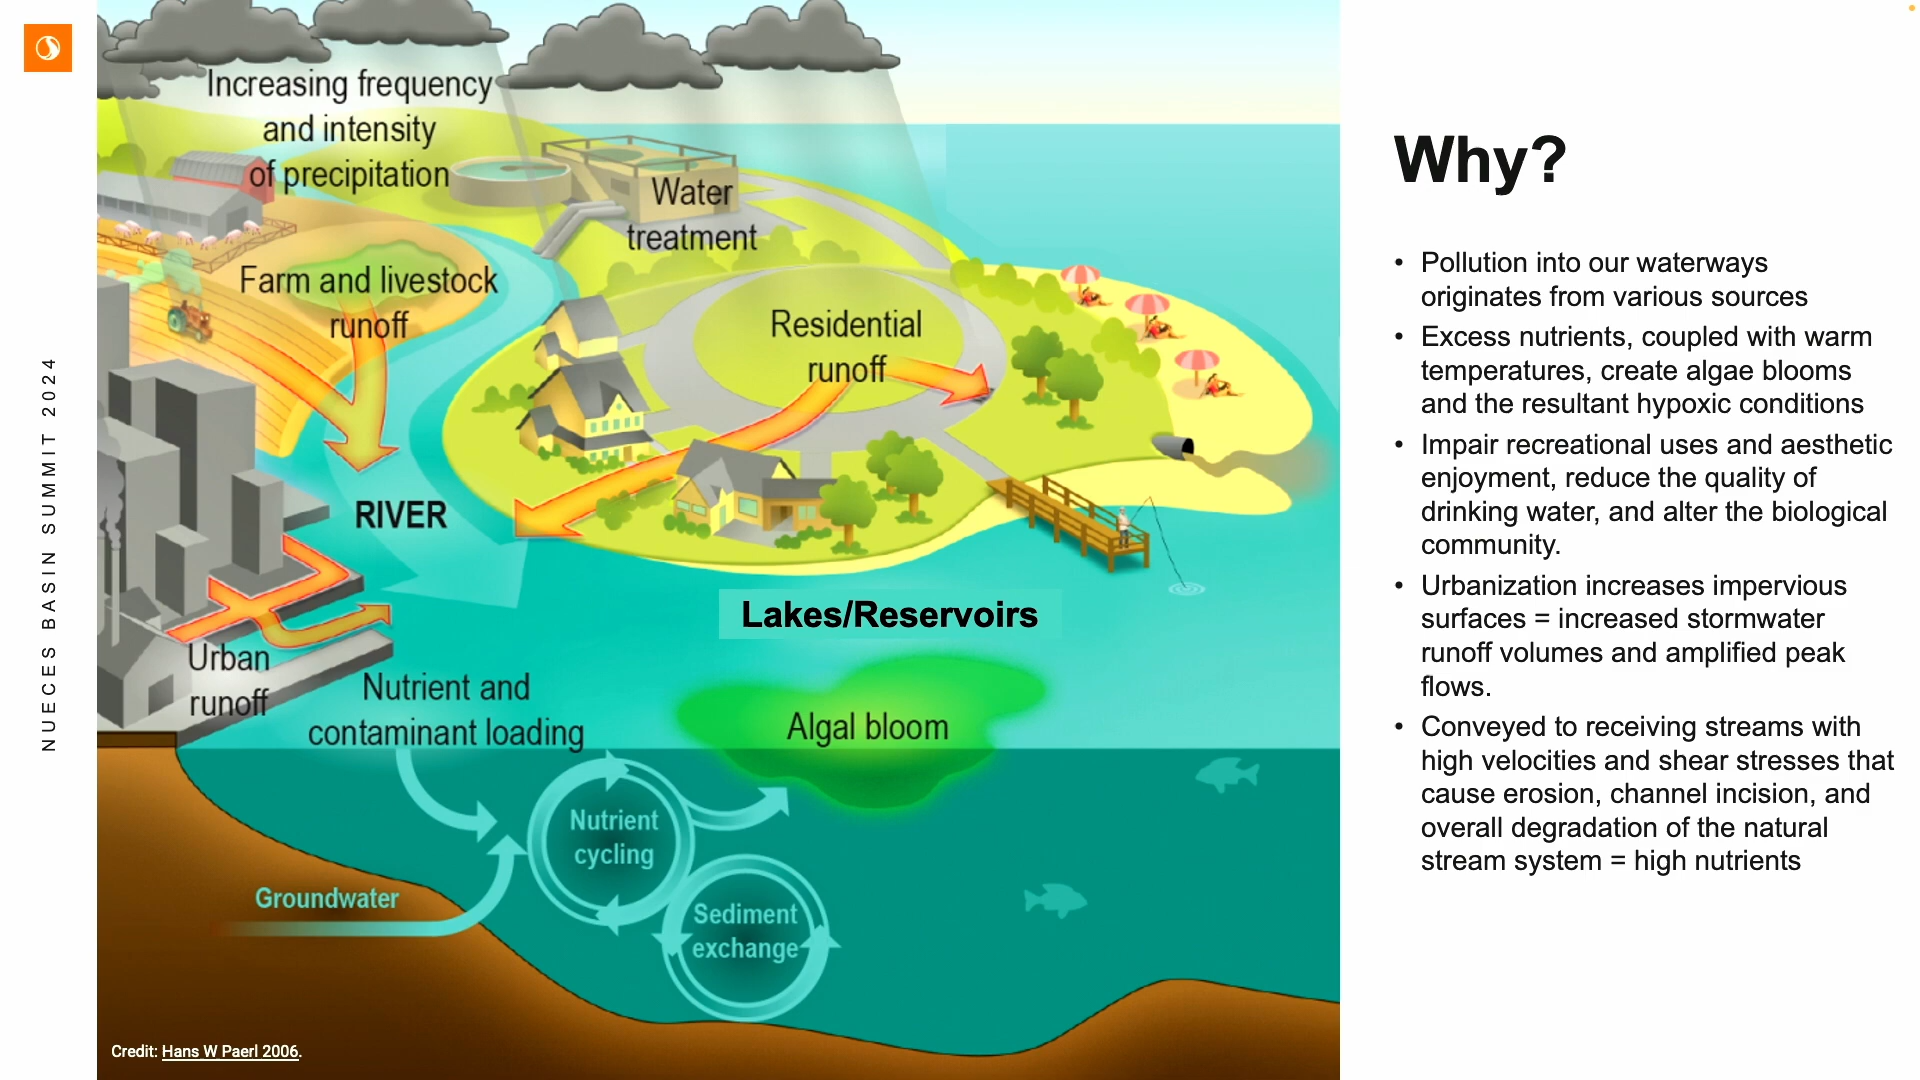 NUECES BASIN SUMMIT 2024
Increasing frequency
and intensity
of precipitation
Water
treatment
Farm and livestock
runoff
Residential
runoff
RIVER
Lakes/Reservoirs
Urban
runoff
Nutrient and
contaminant loading
Algal bloom
Nutrient
cycling
Groundwater
Sediment
exchange
Credit: Hans W Paerl 2006.
Why?
• Pollution into our waterways
originates from various sources
• Excess nutrients, coupled with warm
temperatures, create algae blooms
and the resultant hypoxic conditions
• Impair recreational uses and aesthetic
enjoyment, reduce the quality of
drinking water, and alter the biological
community.
• Urbanization increases impervious
surfaces = increased stormwater
runoff volumes and amplified peak
flows.
• Conveyed to receiving streams with
high velocities and shear stresses that
cause erosion, channel incision, and
overall degradation of the natural
stream system = high nutrients